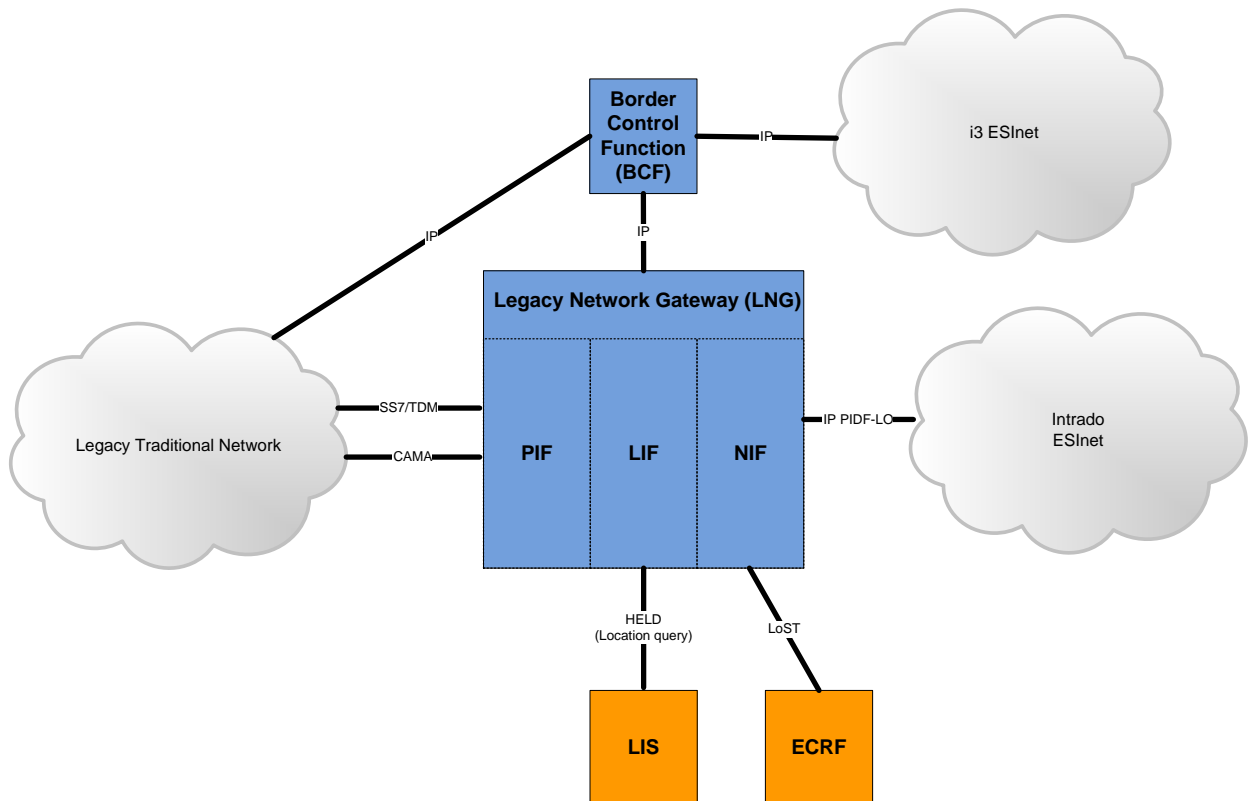 Border
Control
Function
(BCF)
IP
i3 ESInet
IP
IP
Legacy Network Gateway (LNG)
SS7/TDM
Legacy Traditional Network
CAMA
PIF
LIF
NIF
IP PIDF-LO
Intrado
ESInet
HELD
(Location query)
LoST
LIS
ECRF